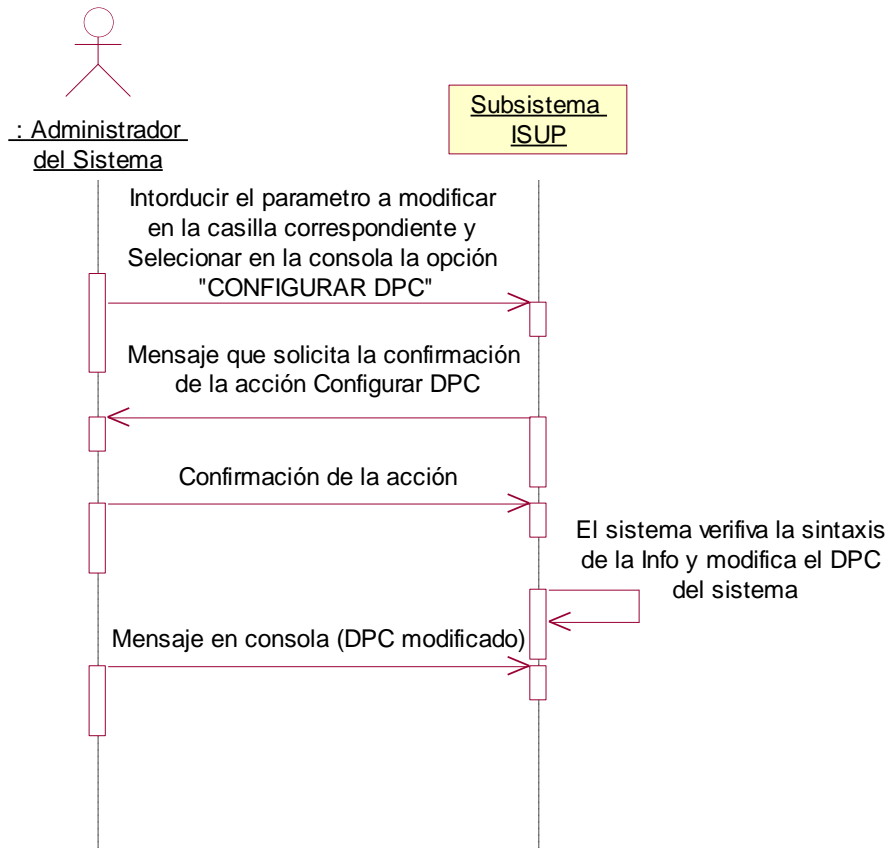 : Administrador
del Sistema
Subsistema
ISUP
Intorducir el parametro a modificar
en la casilla correspondiente y
Selecionar en la consola la opción
"CONFIGURAR DPC"
Mensaje que solicita la confirmación
de la acción Configurar DPC
Confirmación de la acción
El sistema verifiva la sintaxis
de la Info y modifica el DPC
del sistema
Mensaje en consola (DPC modificado)